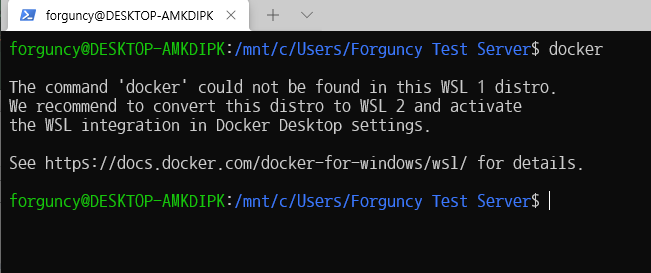 forguncy@DESKTOP-AMKDIPK: /mnt/c
forguncy@DESKTOP-AMKDIPK:/mnt/c/Users/Forguncy Test Server$ docker
The command 'docker' could not be found in this WSL 1 distro.
We recommend to convert this distro to WSL 2 and activate
the WSL integration in Docker Desktop settings.
See https://docs.docker.com/docker-for-windows/wsl/ for details.
forguncy@DESKTOP-AMKDIPK:/mnt/c/Users/Forguncy Test Server$